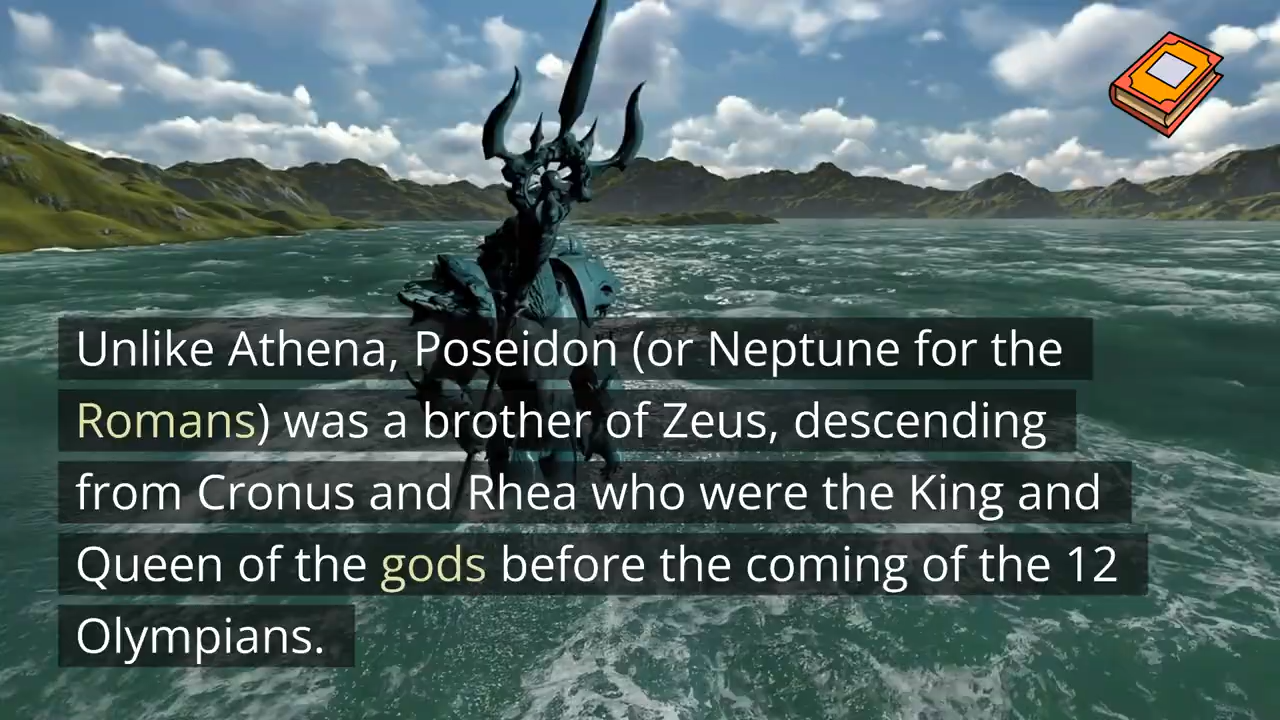 Unlike Athena, Poseidon (or Neptune for the
Romans) was a brother of Zeus, descending
from Cronus and Rhea who were the King and
Queen of the gods before the coming of the 12
Olympians.